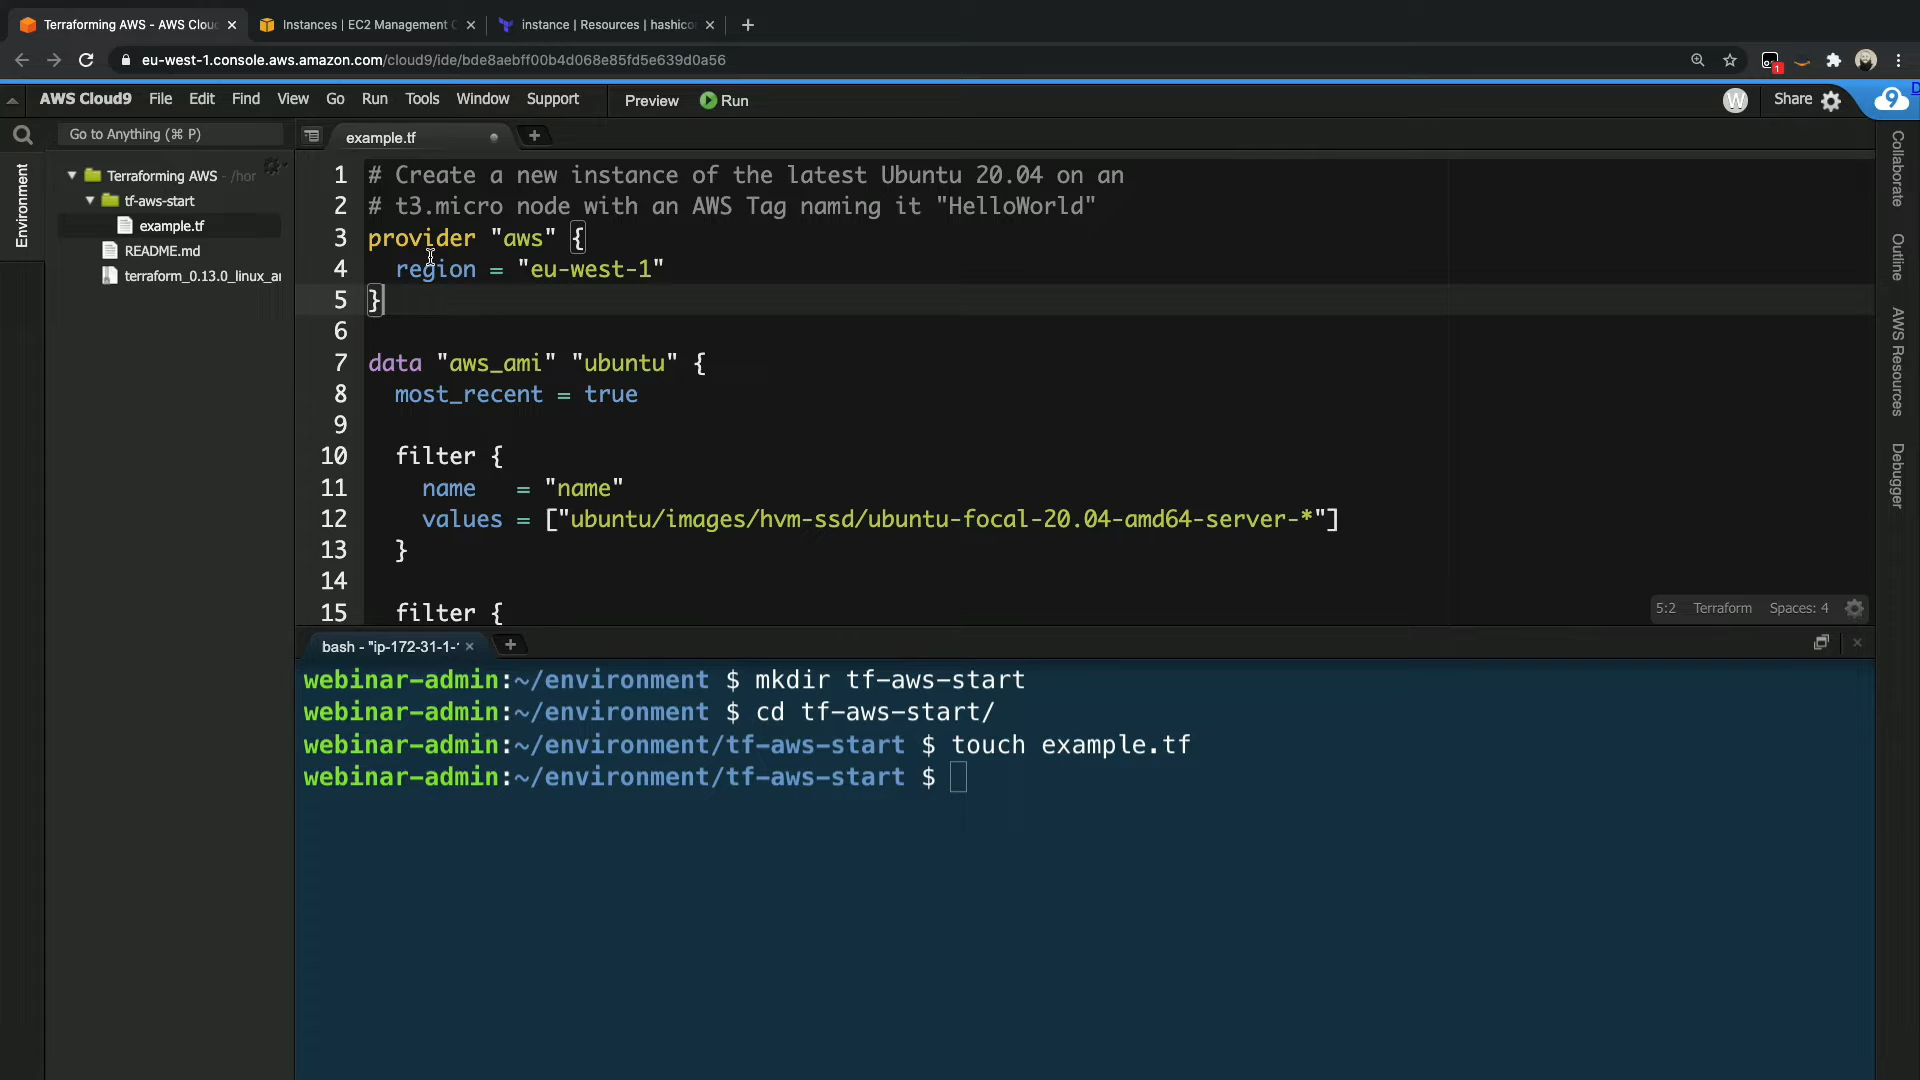 Terraforming AWS - AWS Clou
Instances | EC2 Management C
instance | Resources | hashico
eu-west-1.console.aws.amazon.com/cloud9/ide/bde8aebff00b4d068e85fd5e639d0a56
1
AWS Cloud9 File Edit Find View Go Run Tools Window Support Preview Run W Share 9
Go to Anything (⌘ P)
example.tf
Environment
Terraforming AWS - /hor
tf-aws-start
example.tf
README.md
terraform_0.13.0_linux_ar
1 # Create a new instance of the latest Ubuntu 20.04 on an
2 # t3.micro node with an AWS Tag naming it "HelloWorld"
3 provider "aws" {
4 region = "eu-west-1"
5 }
6
7 data "aws_ami" "ubuntu" {
8 most_recent = true
9
10 filter {
11 name   = "name"
12 values = ["ubuntu/images/hvm-ssd/ubuntu-focal-20.04-amd64-server-*"]
13 }
14
15 filter {
5:2 Terraform Spaces: 4
Collaborate
Outline
AWS Resources
Debugger
bash - "ip-172-31-1-
webinar-admin:~/environment $ mkdir tf-aws-start
webinar-admin:~/environment $ cd tf-aws-start/
webinar-admin:~/environment/tf-aws-start $ touch example.tf
webinar-admin:~/environment/tf-aws-start $